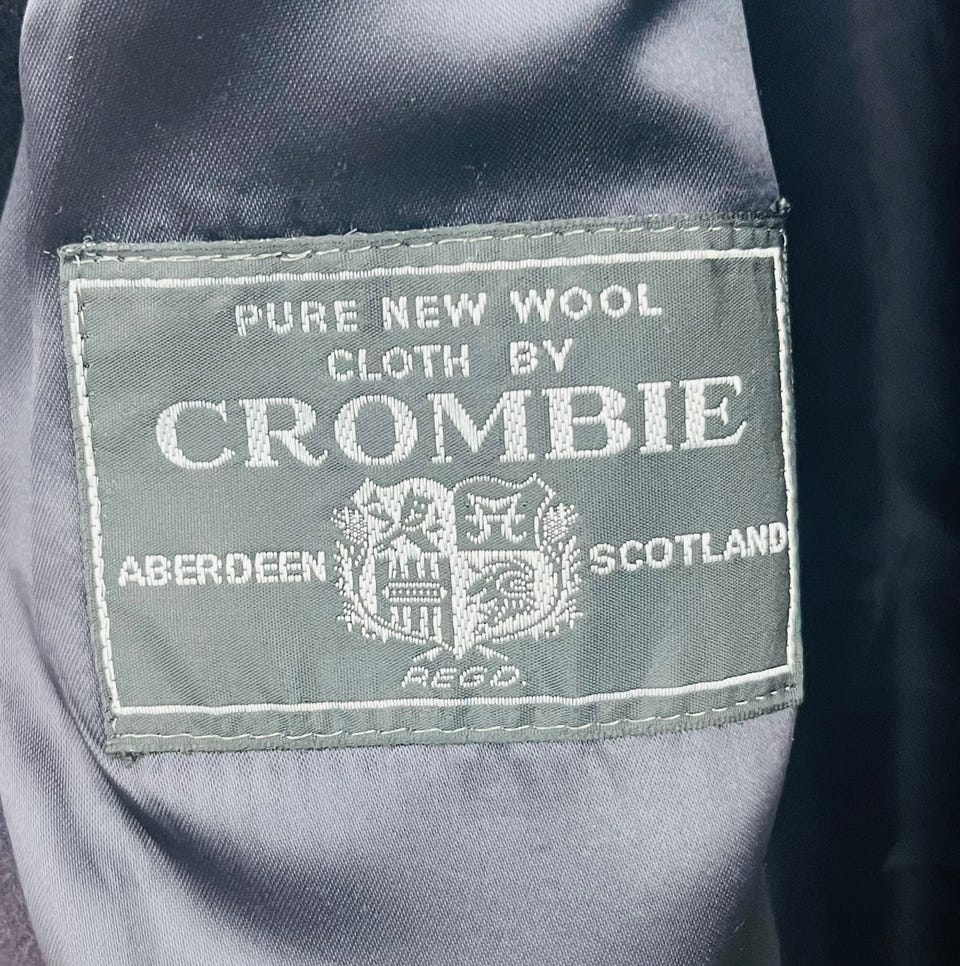 PURE NEW WOOL
CLOTH BY
CROMBIE
ABERDEEN SCOTLAND
REGD.